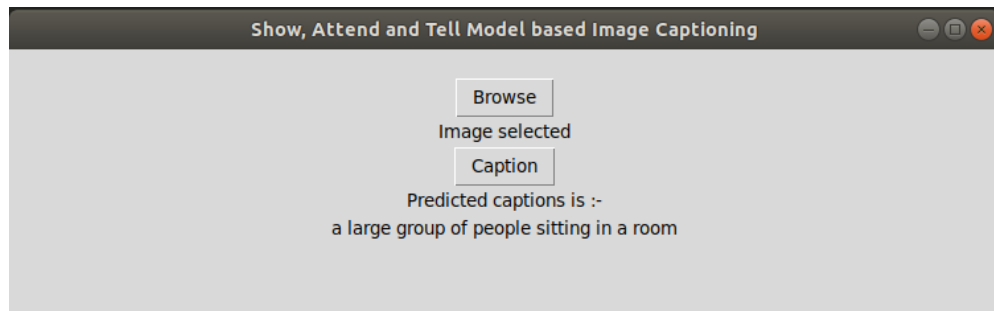 Show, Attend and Tell Model based Image Captioning
Browse
Image selected
Caption
Predicted captions is :-
a large group of people sitting in a room